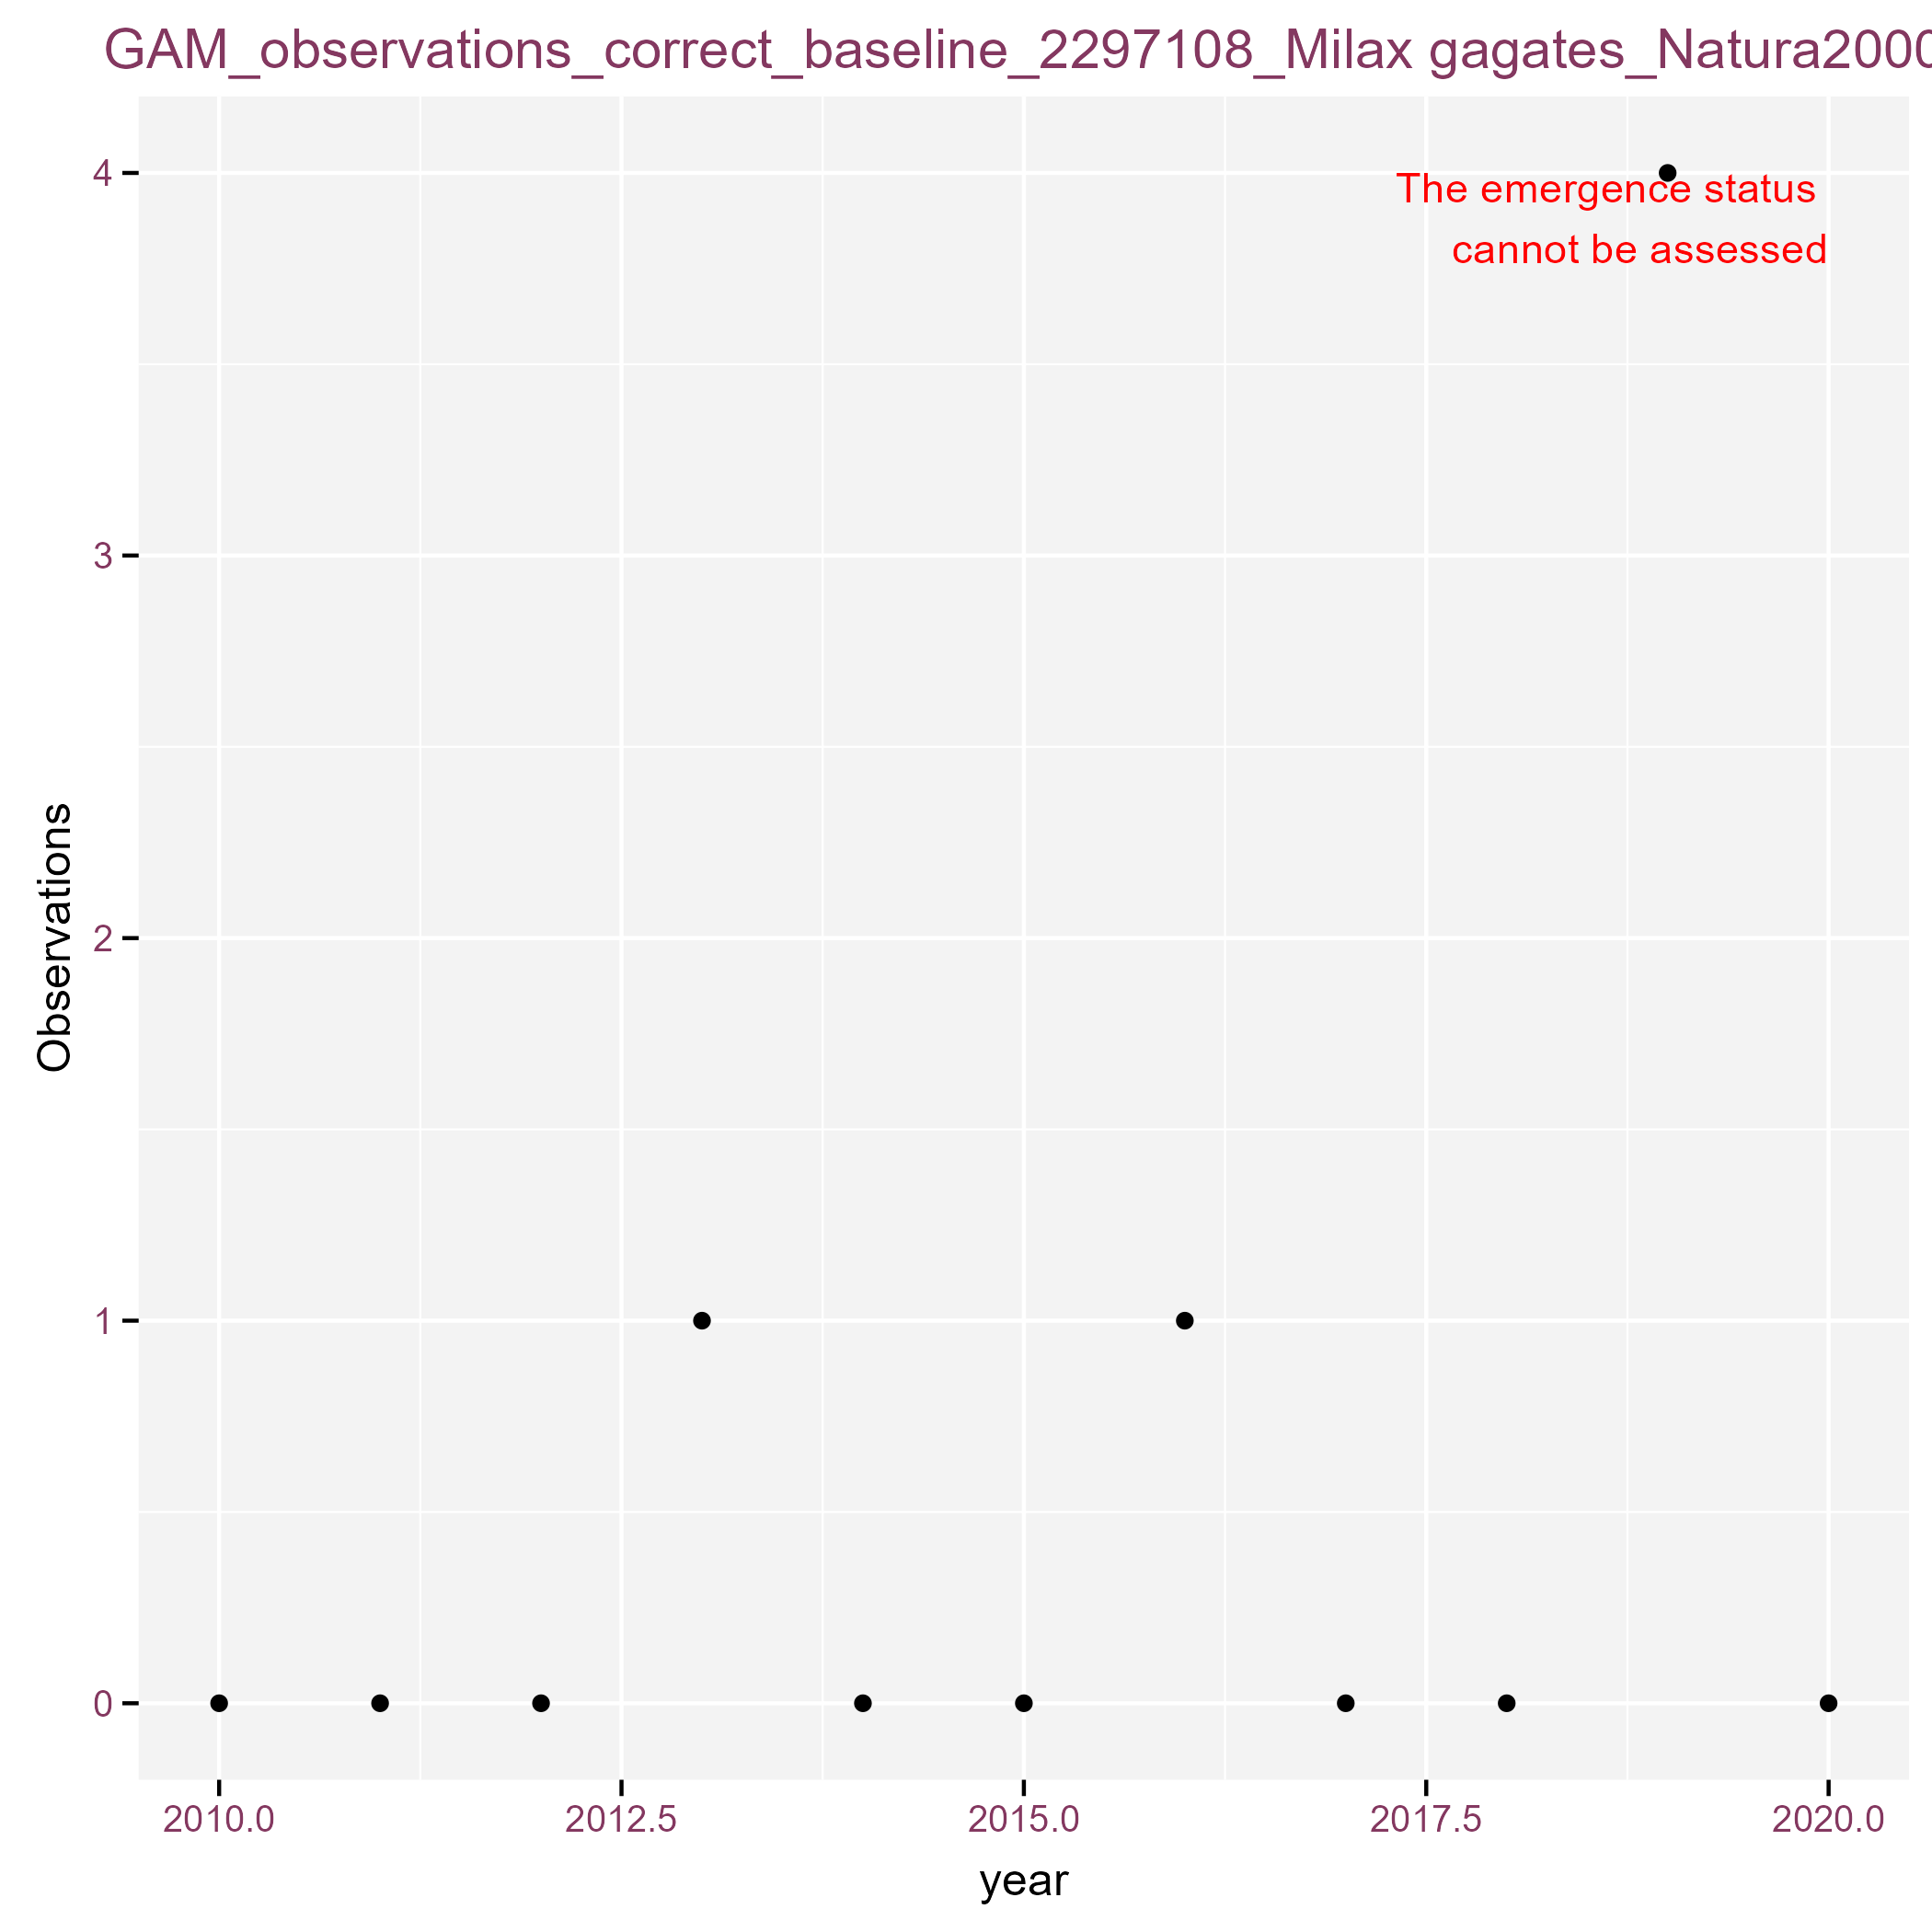 GAM_observations_correct_baseline_2297108_Milax gagates_Natura2000
4
The emergence status
cannot be assessed
3
2
1
0
Observations
2010.0 2012.5 2015.0 2017.5 2020.0
year